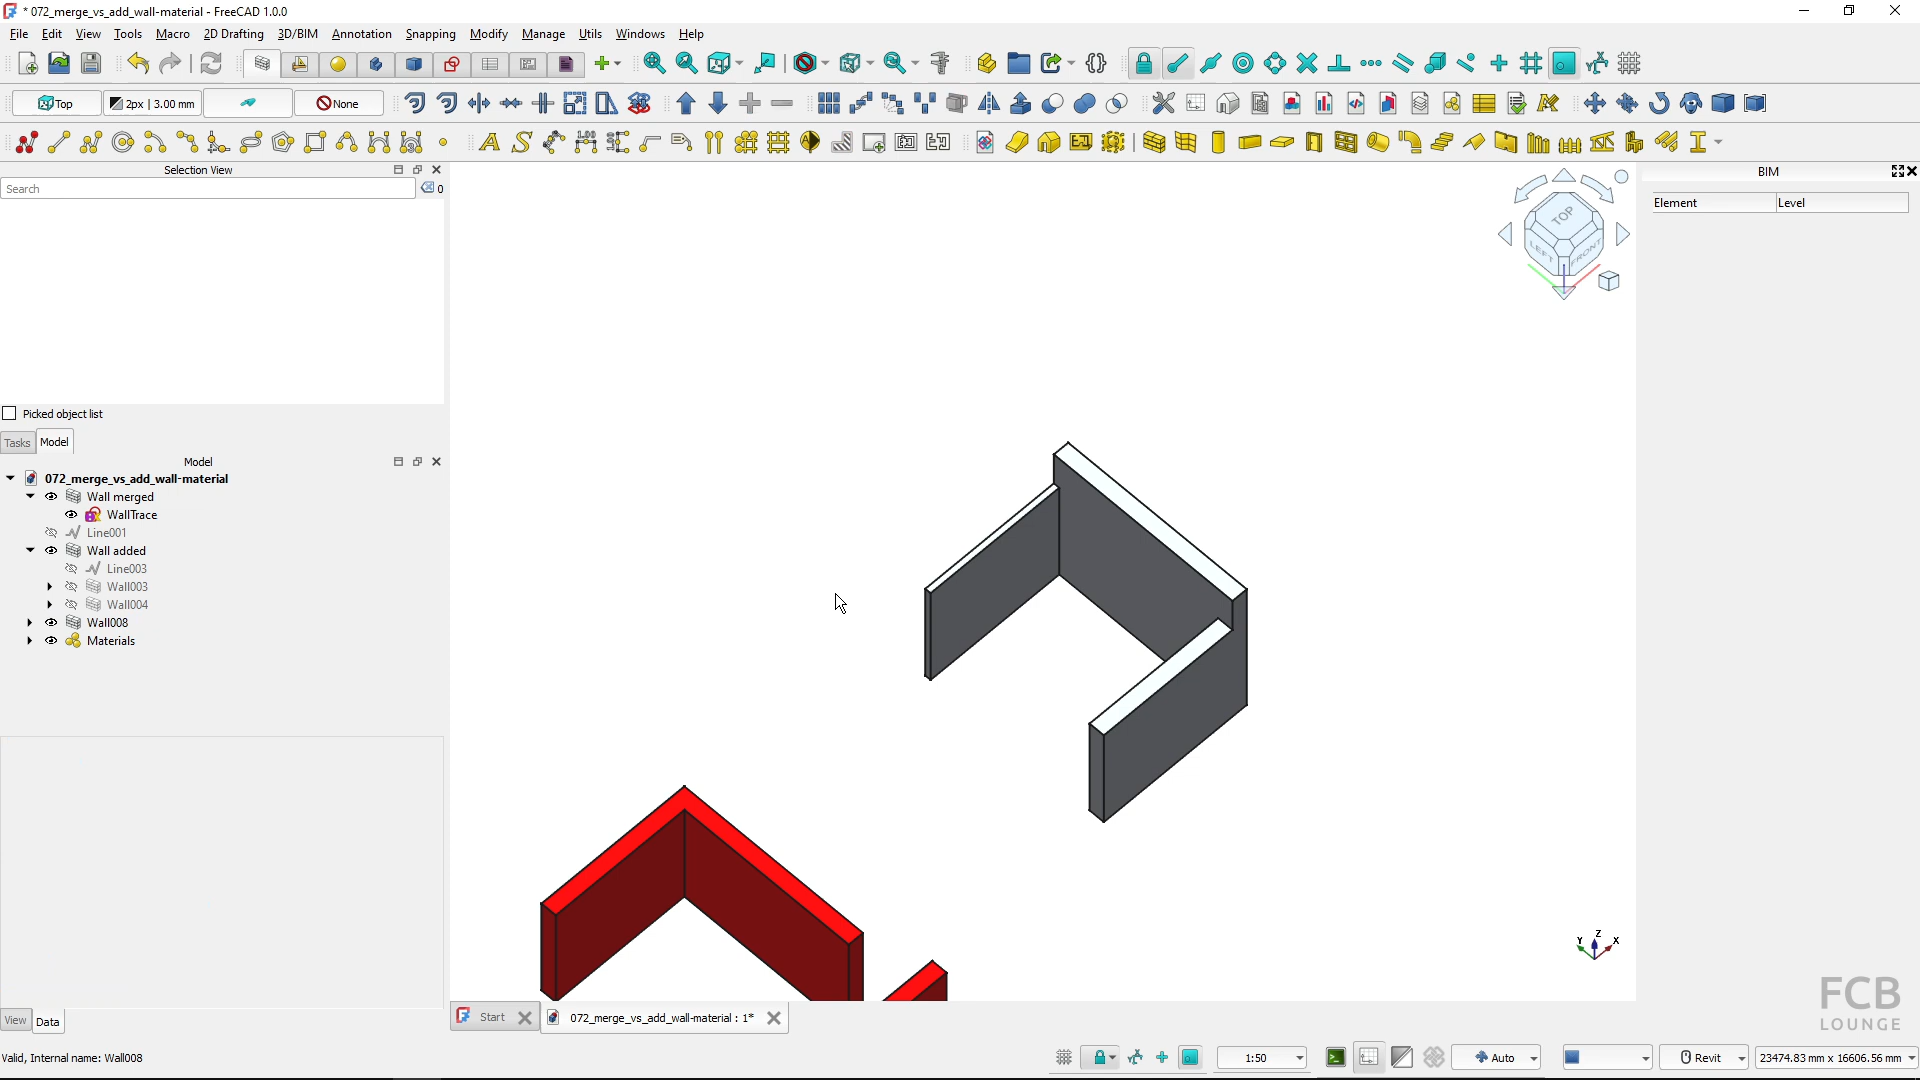 * 072_merge_vs_add_wall-material - FreeCAD 1.0.0
File Edit View Tools Macro 2D Drafting 3D/BIM Annotation Snapping Modify Manage Utils Windows Help
Top 2px | 3.00 mm None
Selection View
BIM
Search
0
Element Level
TOP
LEFT
FRONT
Picked object list
Tasks Model
Model
072_merge_vs_add_wall-material
Wall merged
WallTrace
Line001
Wall added
Line003
Wall003
Wall004
Wall008
Materials
Z
Y X
FCB
LOUNGE
View Data
Start 072_merge_vs_add_wall-material : 1*
Valid, Internal name: Wall008
1:50 Auto Revit 23474.83 mm x 16606.56 mm